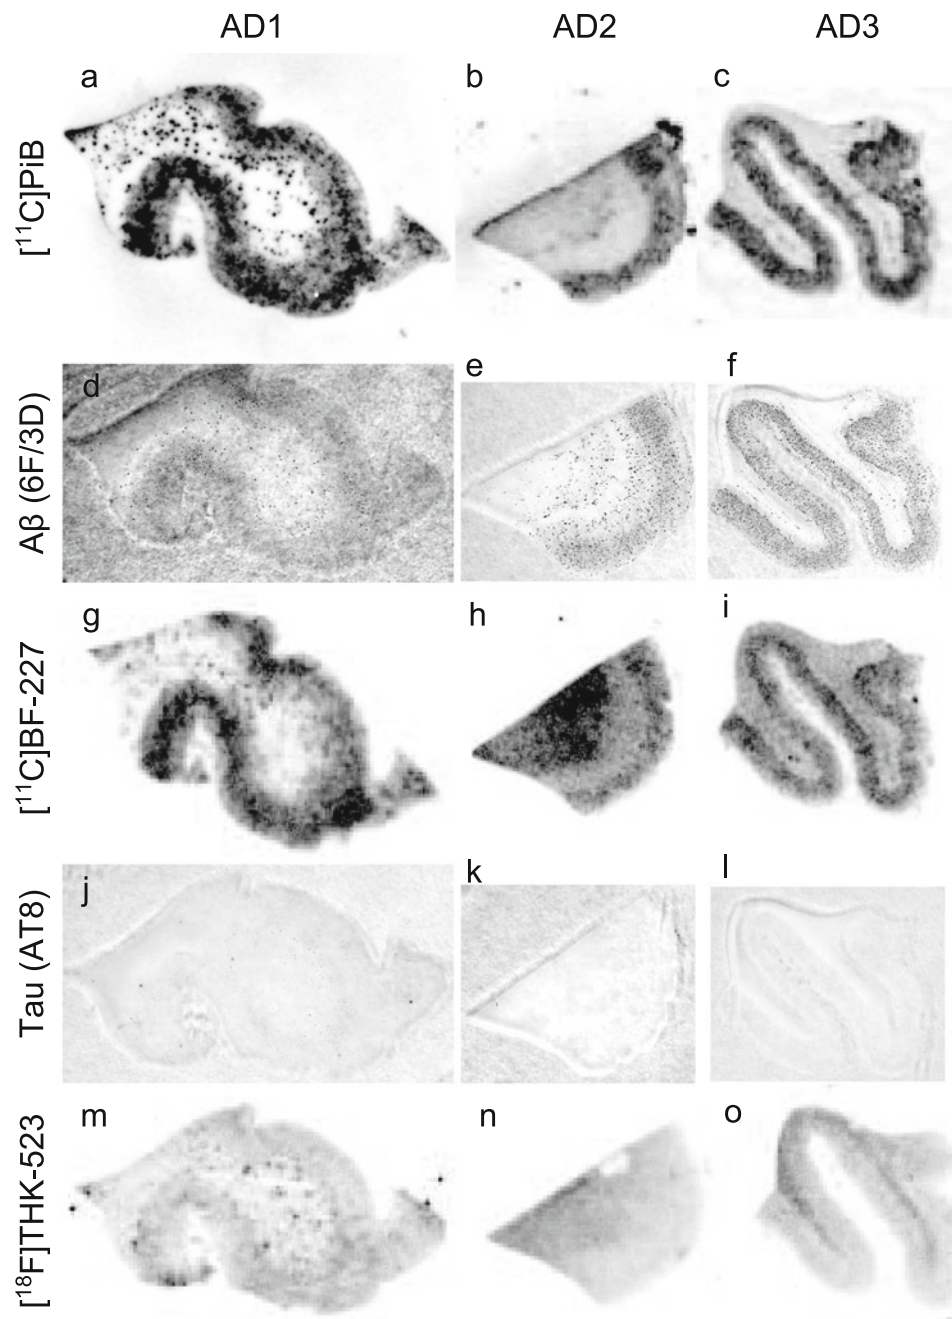 AD1 AD2 AD3
a b c
[¹¹C]PiB
d e f
Aβ (6F/3D)
g h i
[¹¹C]BF-227
j k l
Tau (AT8)
m n o
[¹⁸F]THK-523